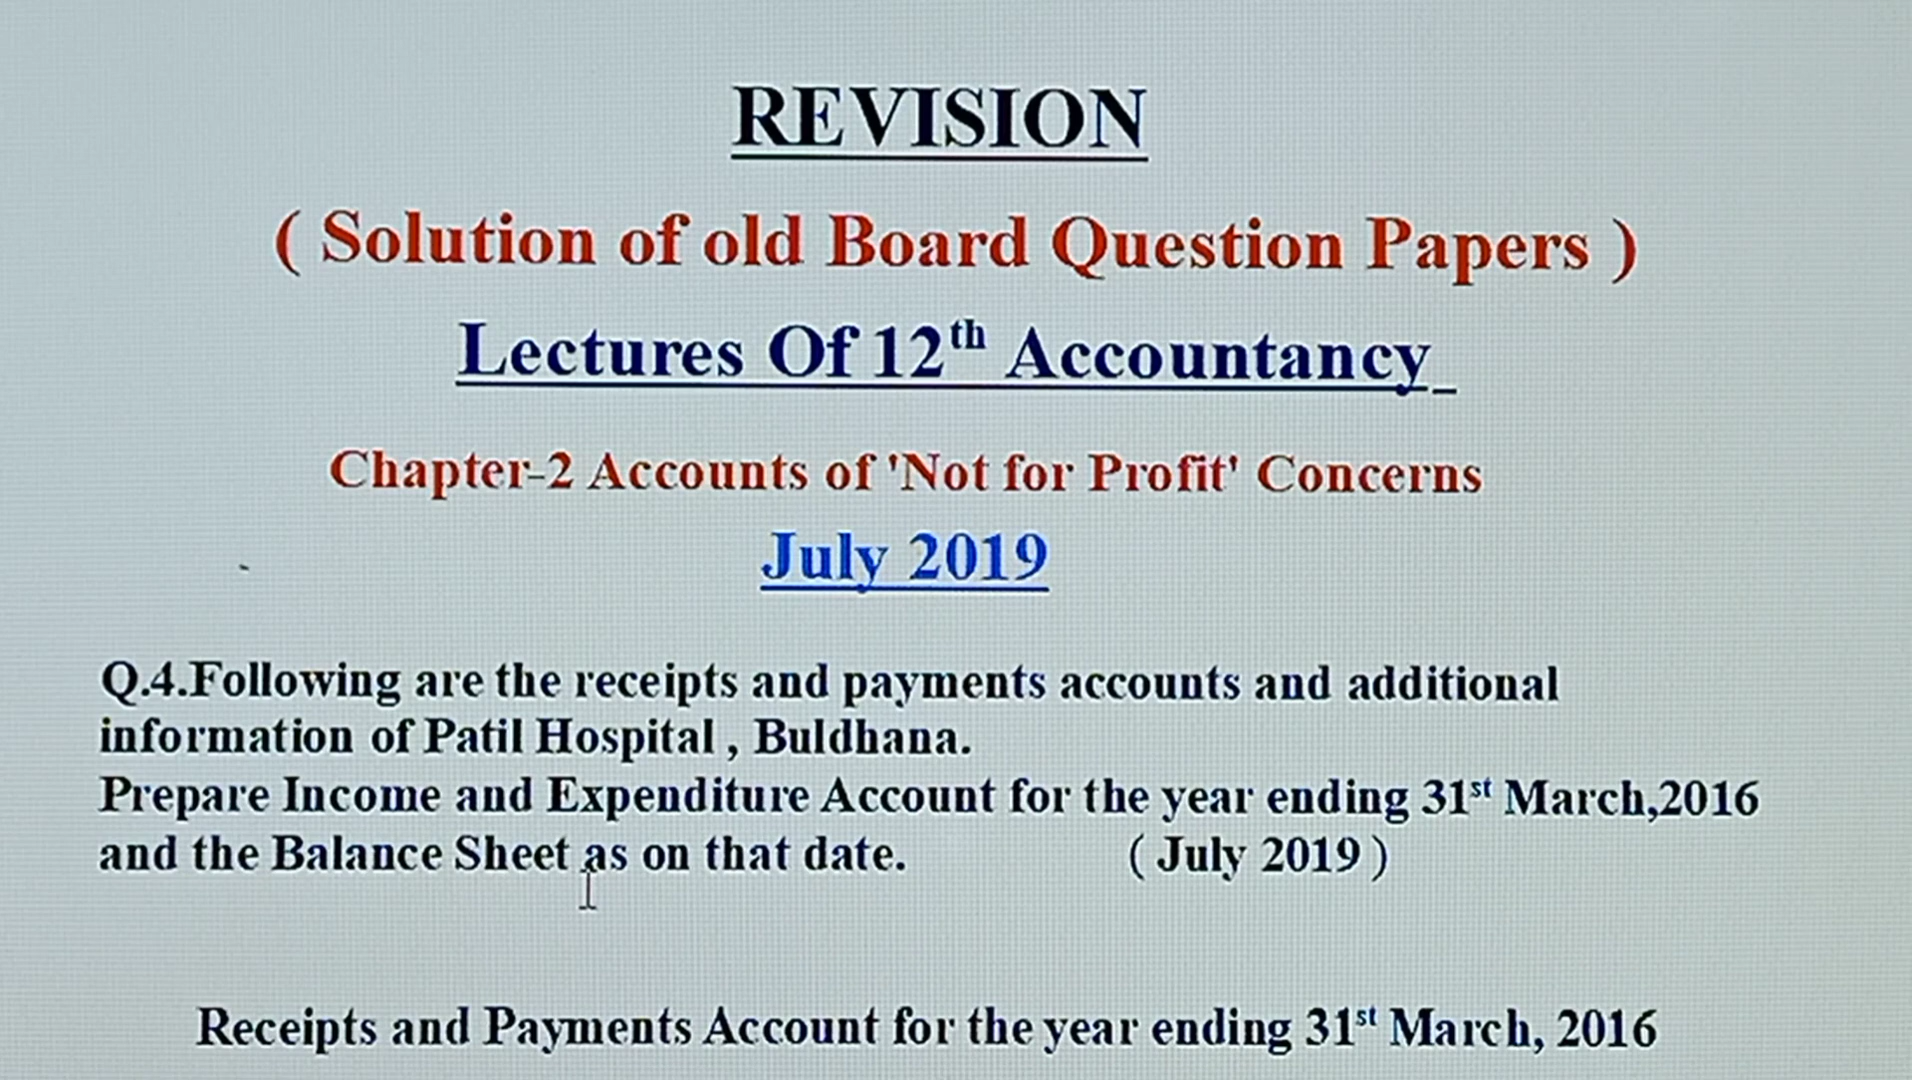 REVISION
( Solution of old Board Question Papers )
Lectures Of 12th Accountancy
Chapter-2 Accounts of 'Not for Profit' Concerns
July 2019
Q.4.Following are the receipts and payments accounts and additional
information of Patil Hospital , Buldhana.
Prepare Income and Expenditure Account for the year ending 31st March,2016
and the Balance Sheet as on that date. ( July 2019 )
Receipts and Payments Account for the year ending 31st March, 2016